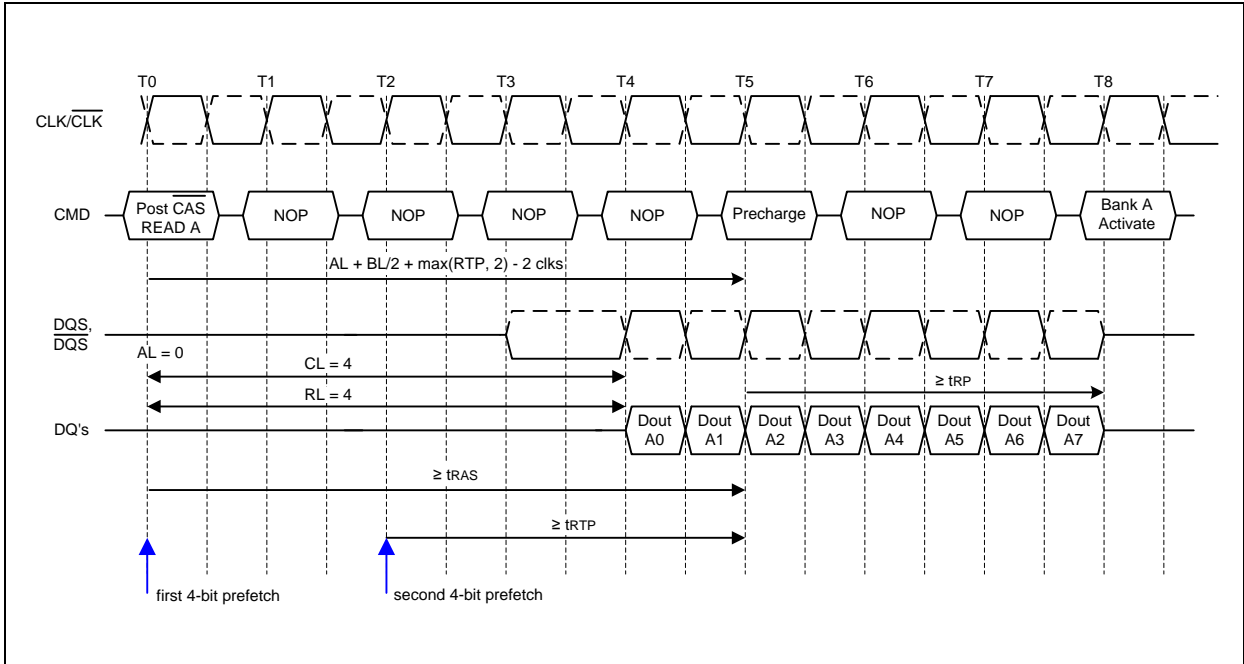 T0 T1 T2 T3 T4 T5 T6 T7 T8
CLK/CLK
CMD
Post CAS
READ A
NOP
NOP
NOP
NOP
Precharge
NOP
NOP
Bank A
Activate
AL + BL/2 + max(RTP, 2) - 2 clks
DQS,
DQS
AL = 0
CL = 4
≥ tRP
RL = 4
DQ's
Dout
A0
Dout
A1
Dout
A2
Dout
A3
Dout
A4
Dout
A5
Dout
A6
Dout
A7
≥ tRAS
≥ tRTP
first 4-bit prefetch
second 4-bit prefetch